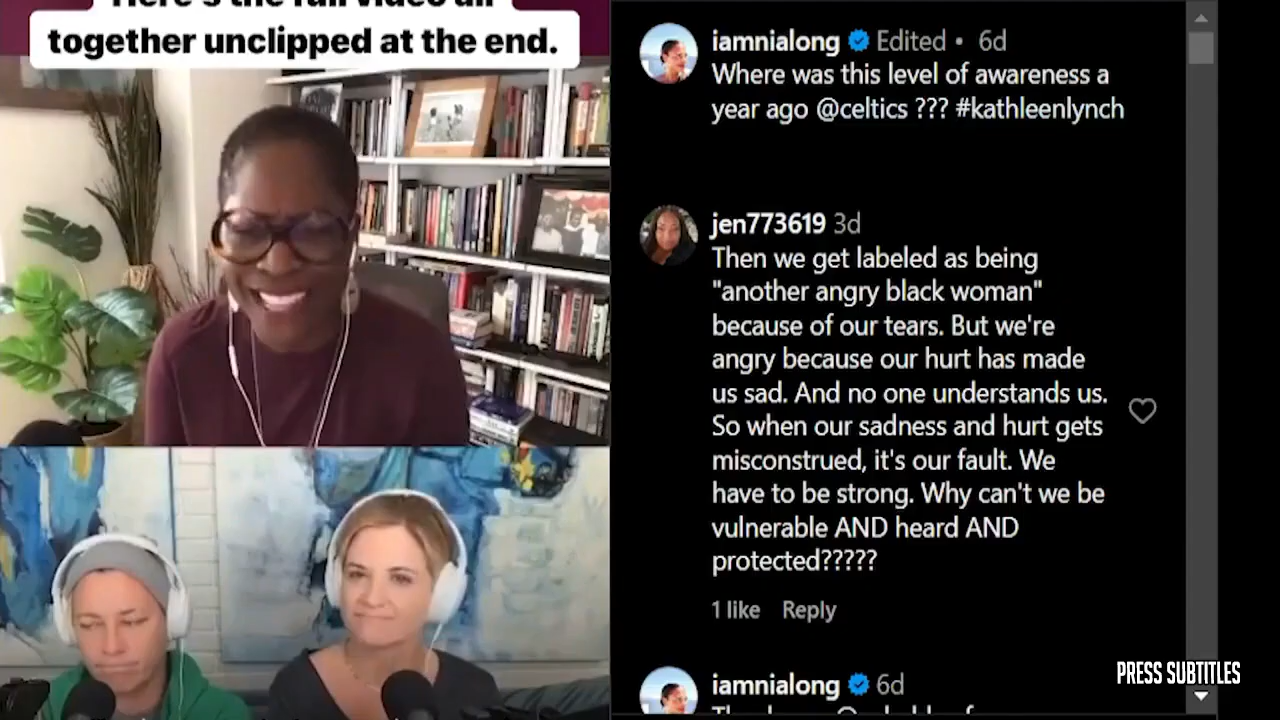 Here's the full video all
together unclipped at the end.
iamnialong Edited • 6d
Where was this level of awareness a
year ago @celtics ??? #kathleenlynch
jen773619 3d
Then we get labeled as being
"another angry black woman"
because of our tears. But we're
angry because our hurt has made
us sad. And no one understands us.
So when our sadness and hurt gets
misconstrued, it's our fault. We
have to be strong. Why can't we be
vulnerable AND heard AND
protected?????
1 like Reply
iamnialong 6d
PRESS SUBTITLES